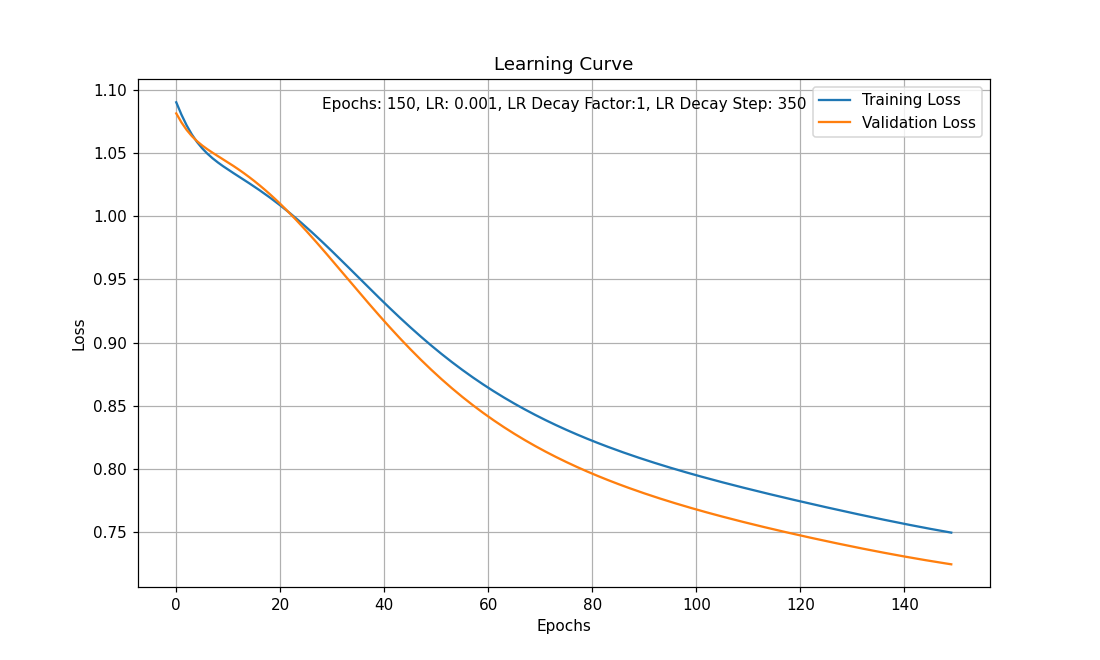 Learning Curve
Epochs: 150, LR: 0.001, LR Decay Factor:1, LR Decay Step: 350
Training Loss
Validation Loss
Loss
1.10
1.05
1.00
0.95
0.90
0.85
0.80
0.75
0
20
40
60
80
100
120
140
Epochs